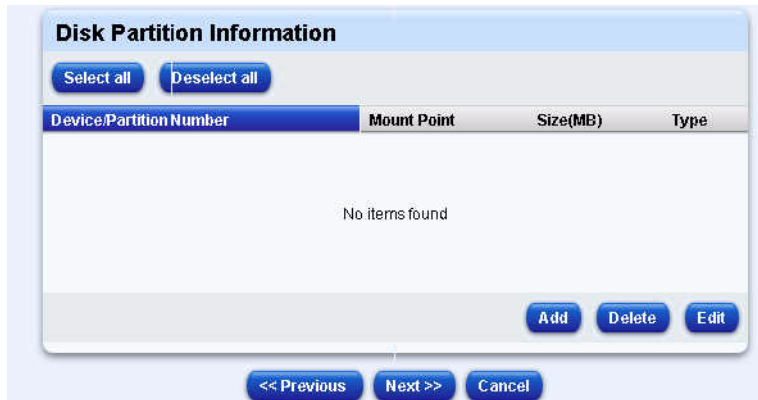 Disk Partition Information
Select all Deselect all
Device/Partition Number Mount Point Size(MB) Type
No items found
Add Delete Edit
<< Previous Next >> Cancel